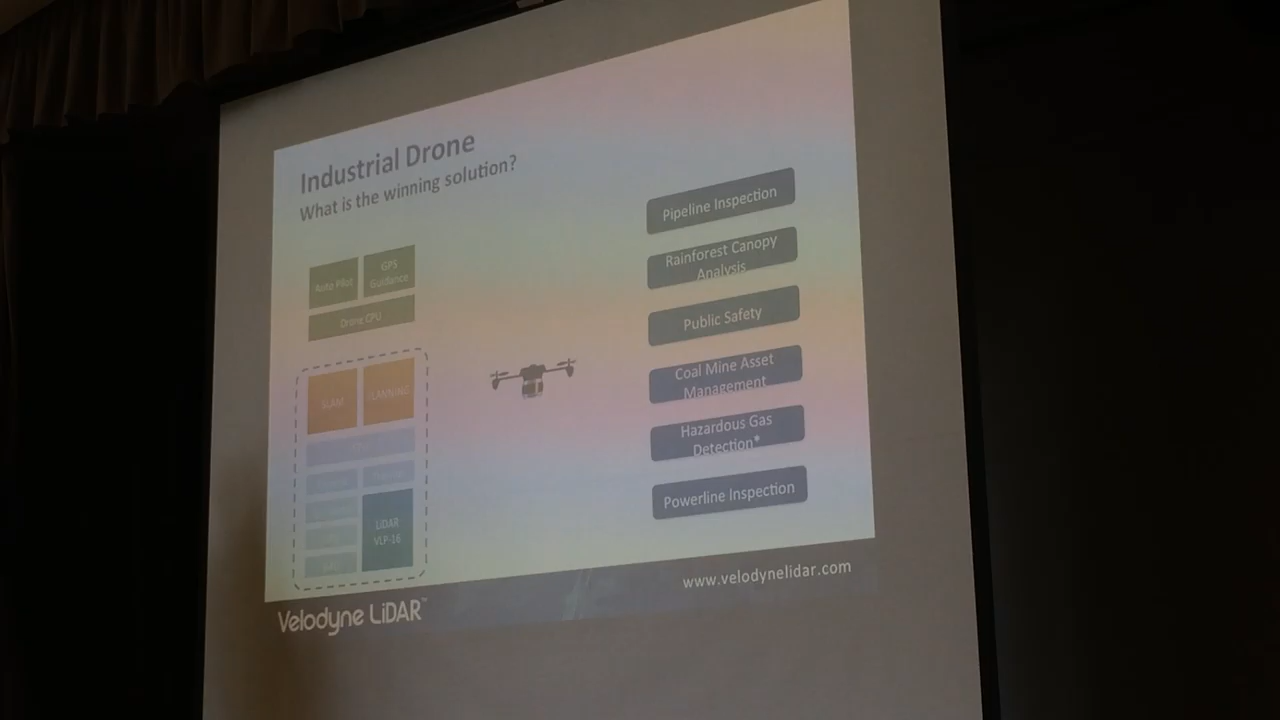 Industrial Drone
What is the winning solution?
Auto Pilot
GPS
Guidance
Drone CPU
SLAM
PLANNING
LiDAR
VLP-16
Pipeline Inspection
Rainforest Canopy
Analysis
Public Safety
Coal Mine Asset
Management
Hazardous Gas
Detection*
Powerline Inspection
www.velodynelidar.com
Velodyne LiDAR™